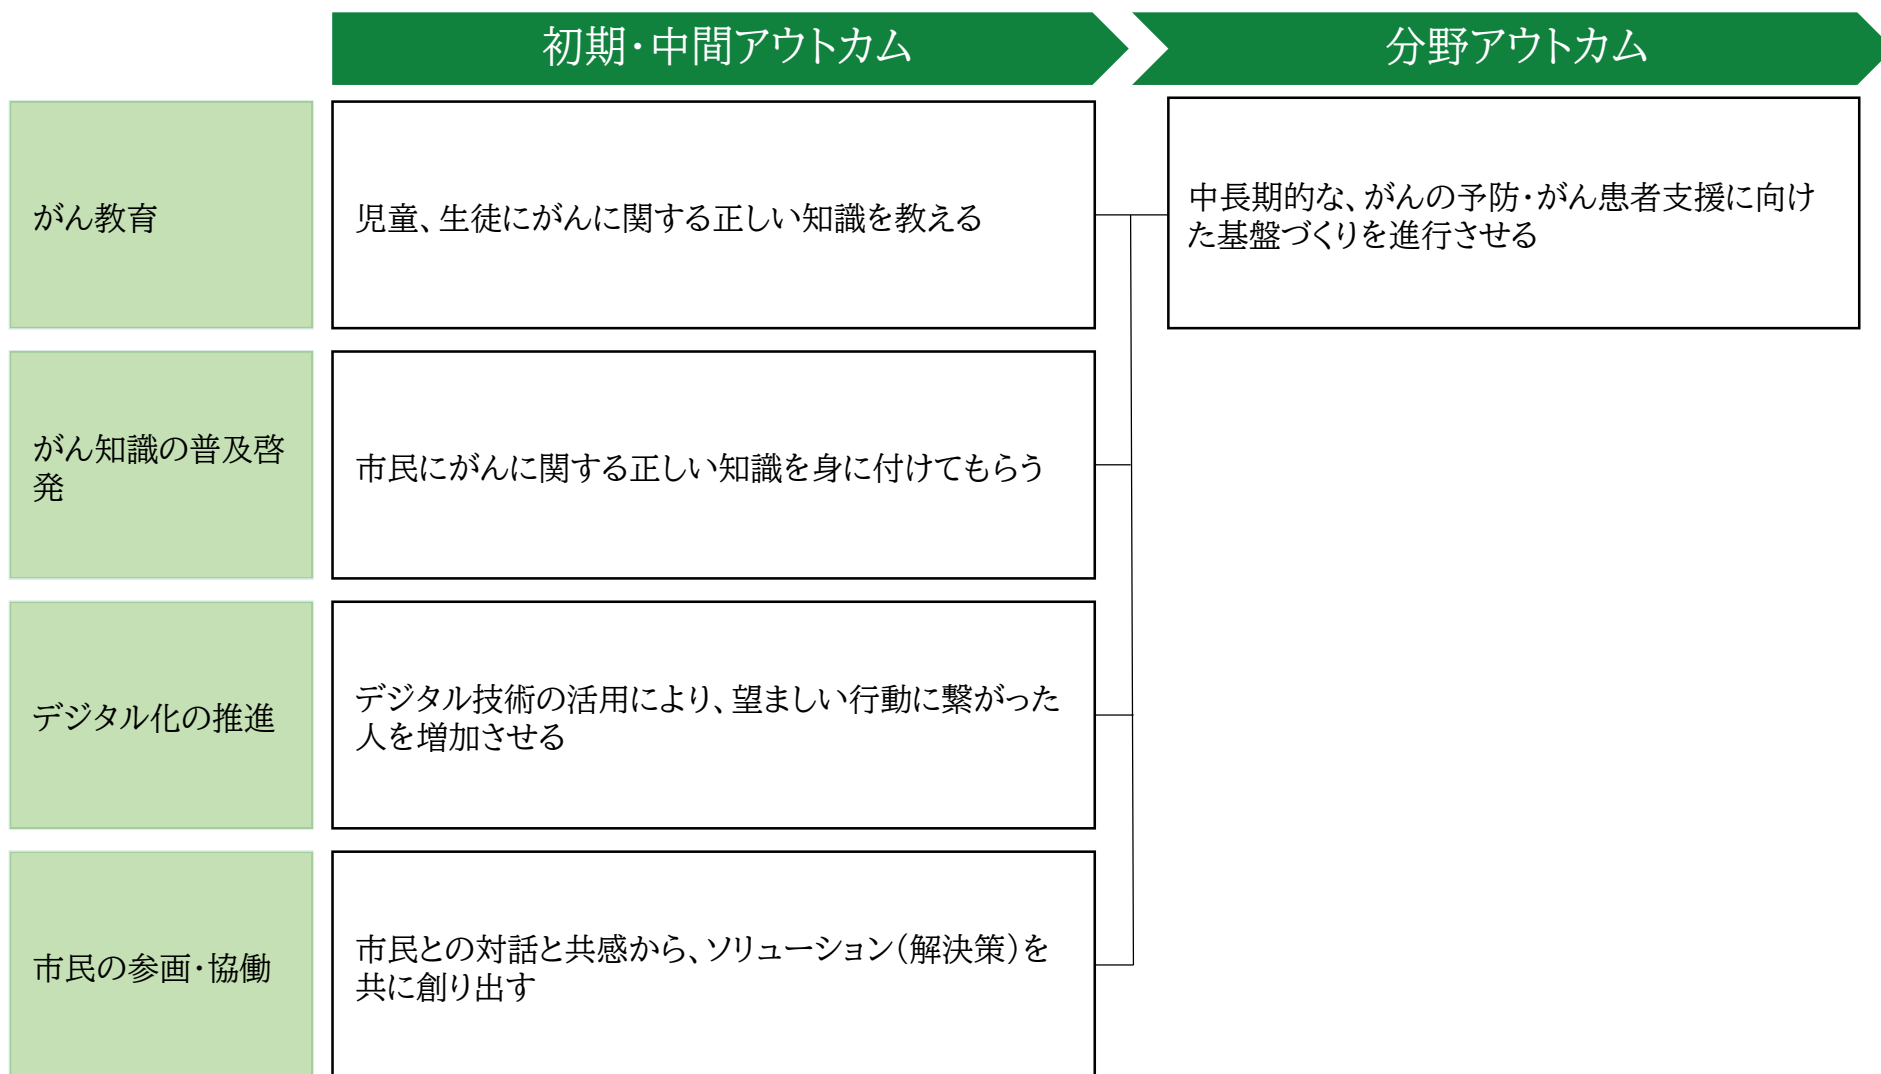 初期・中間アウトカム
分野アウトカム
がん教育
児童、生徒にがんに関する正しい知識を教える
中長期的な、がんの予防・がん患者支援に向け
た基盤づくりを進行させる
がん知識の普及啓
発
市民にがんに関する正しい知識を身に付けてもらう
デジタル化の推進
デジタル技術の活用により、望ましい行動に繋がった
人を増加させる
市民の参画・協働
市民との対話と共感から、ソリューション(解決策)を
共に創り出す